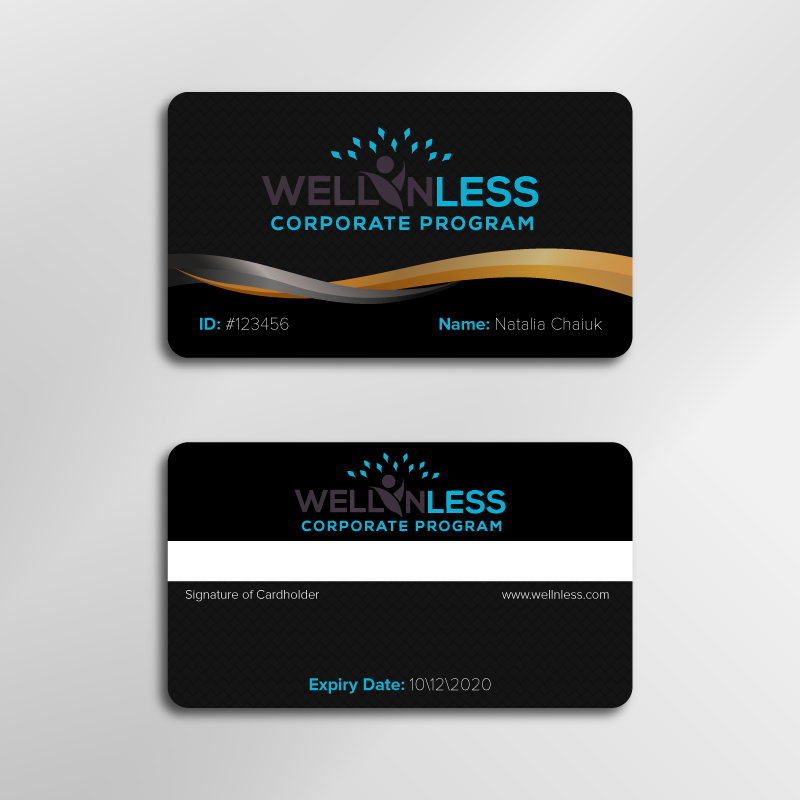 WELLNLESS
CORPORATE PROGRAM
ID: #123456
Name: Natalia Chaiuk
WELLNLESS
CORPORATE PROGRAM
Signature of Cardholder
www.wellnless.com
Expiry Date: 10\12\2020